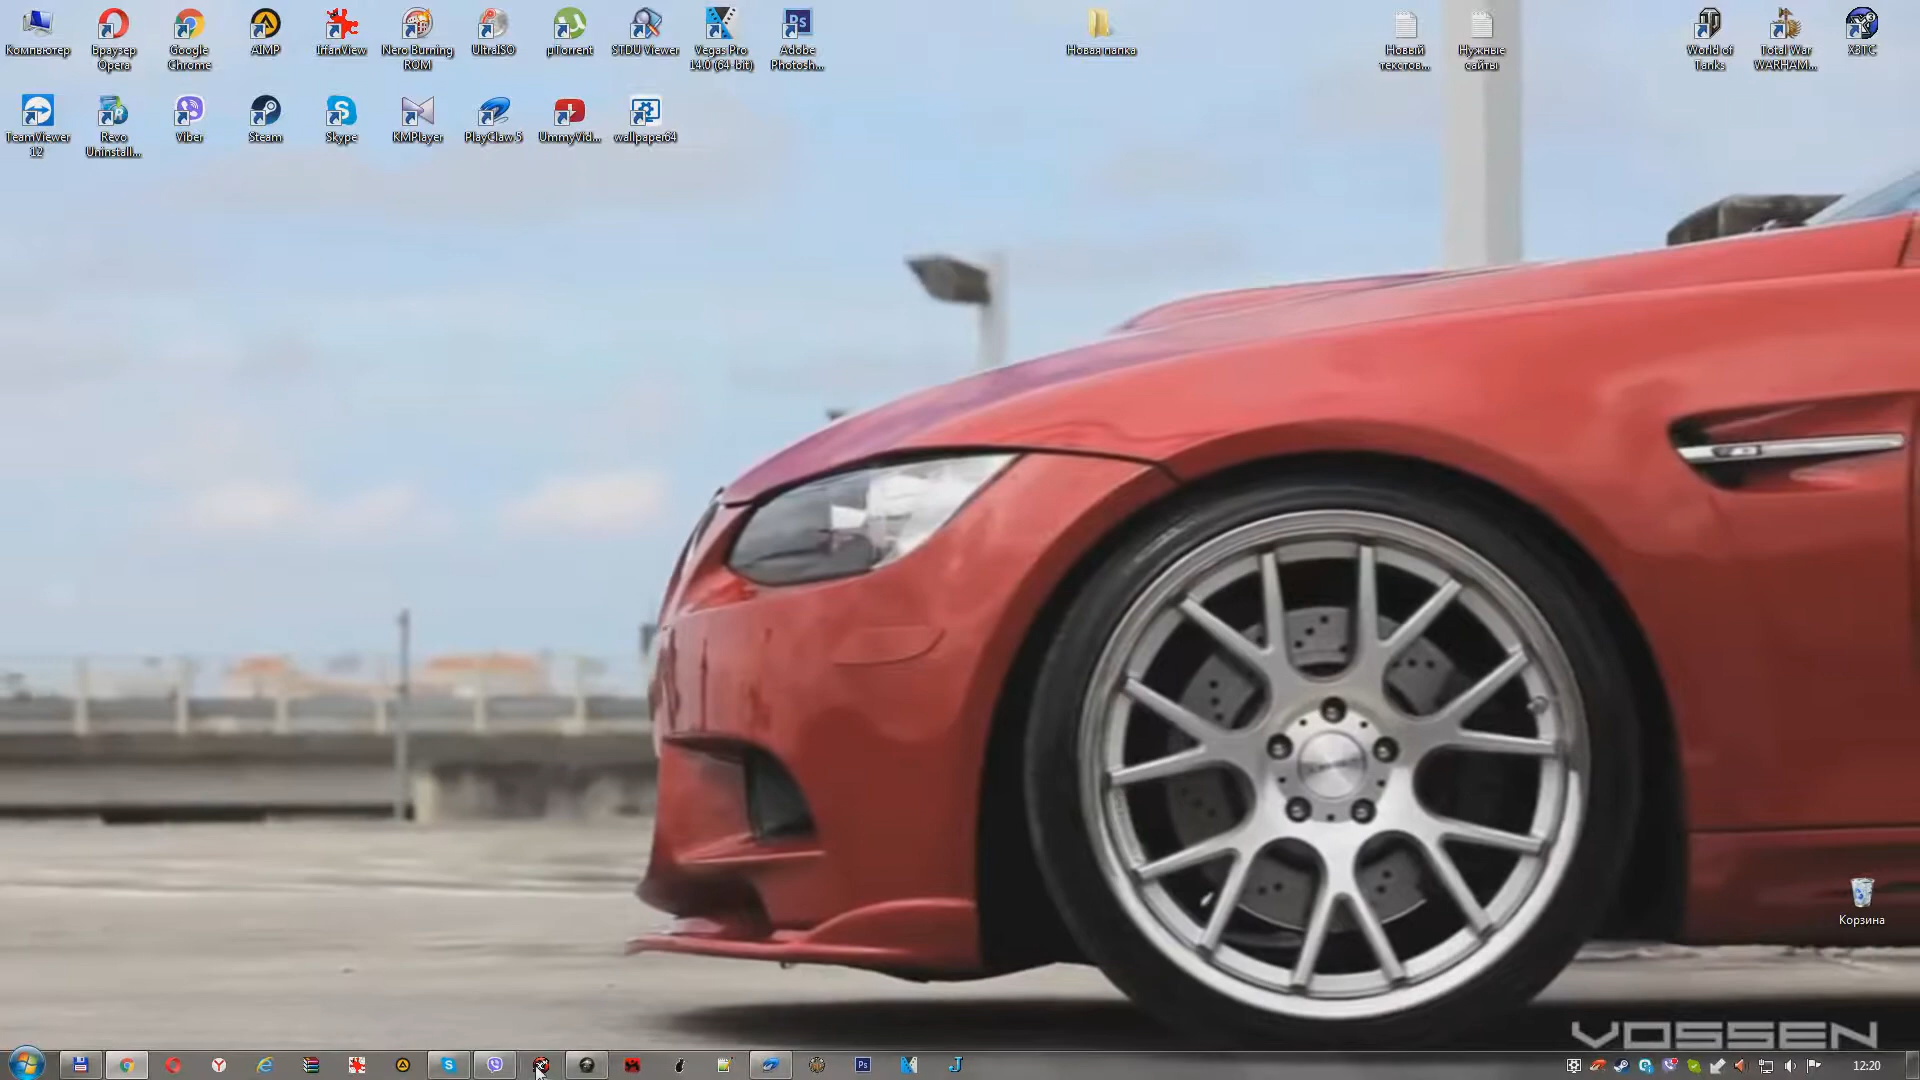 Компьютер
Браузер
Opera
Google
Chrome
AIMP
IrfanView
Nero Burning
ROM
UltraISO
µTorrent
STDU Viewer
Vegas Pro
14.0 (64-bit)
Adobe
Photosh...
Новая папка
Новый
текстов...
Нужные
сайты
World of
Tanks
Total War
WARHAM...
X3TC
TeamViewer
12
Revo
Uninstall...
Viber
Steam
Skype
KMPlayer
PlayClaw 5
UmmyVid...
wallpaper64
Корзина
VOSSEN
12:20